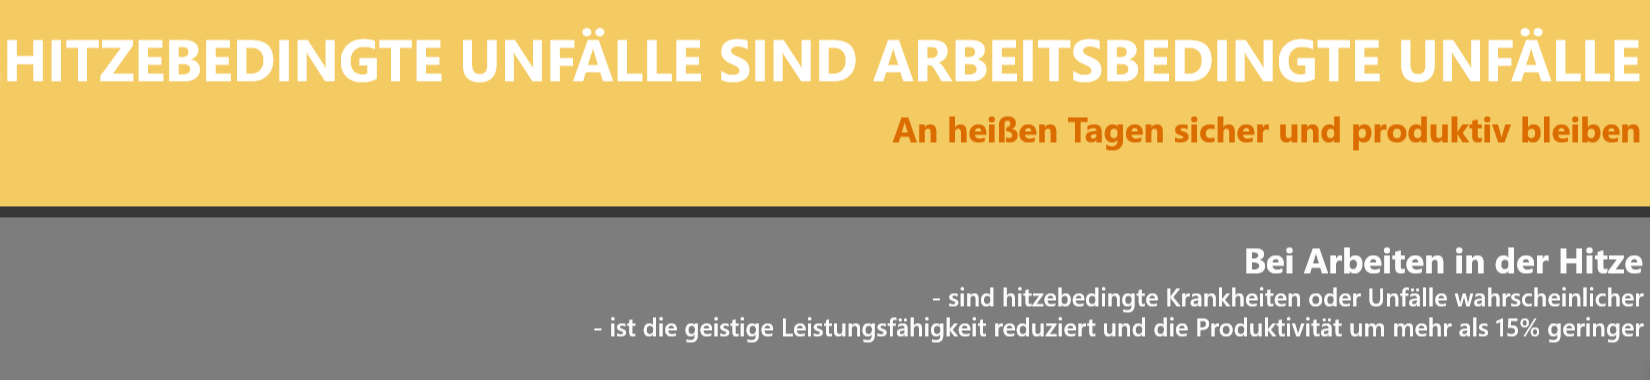 HITZEBEDINGTE UNFÄLLE SIND ARBEITSBEDINGTE UNFÄLLE
An heißen Tagen sicher und produktiv bleiben
Bei Arbeiten in der Hitze
- sind hitzebedingte Krankheiten oder Unfälle wahrscheinlicher
- ist die geistige Leistungsfähigkeit reduziert und die Produktivität um mehr als 15% geringer